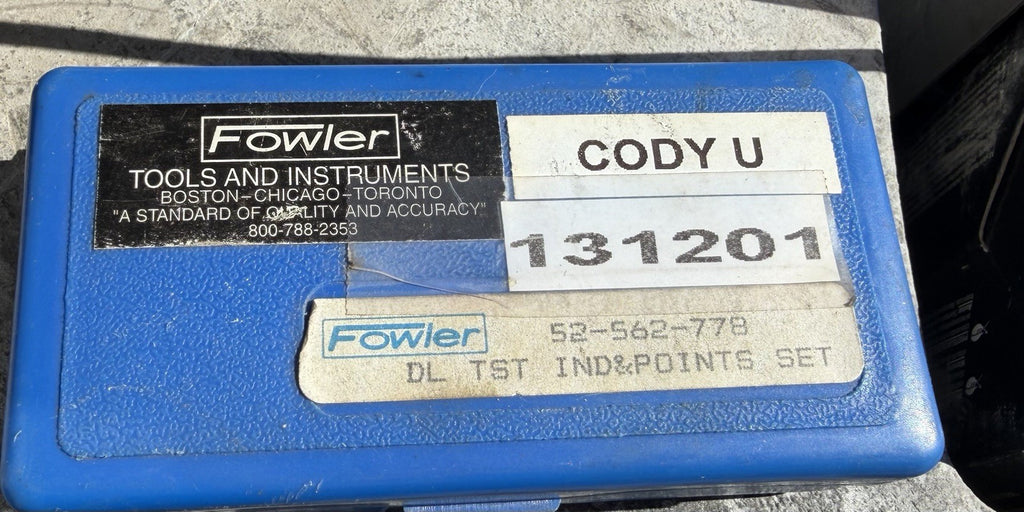 Fowler
TOOLS AND INSTRUMENTS
BOSTON-CHICAGO-TORONTO
"A STANDARD OF QUALITY AND ACCURACY"
800-788-2353
CODY U
131201
Fowler 52-562-778
DL TST IND&POINTS SET